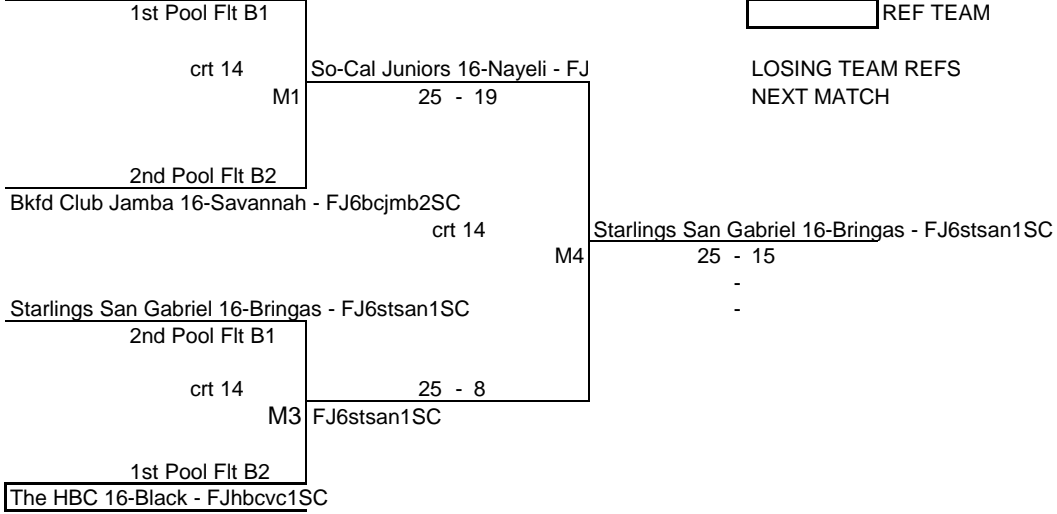 1st Pool Flt B1
REF TEAM
crt 14
So-Cal Juniors 16-Nayeli - FJ
LOSING TEAM REFS
M1
25 - 19
NEXT MATCH
2nd Pool Flt B2
Bkfd Club Jamba 16-Savannah - FJ6bcjmb2SC
crt 14
Starlings San Gabriel 16-Bringas - FJ6stsan1SC
M4
25 - 15
-
Starlings San Gabriel 16-Bringas - FJ6stsan1SC
-
2nd Pool Flt B1
crt 14
25 - 8
M3
FJ6stsan1SC
1st Pool Flt B2
The HBC 16-Black - FJhbcvc1SC